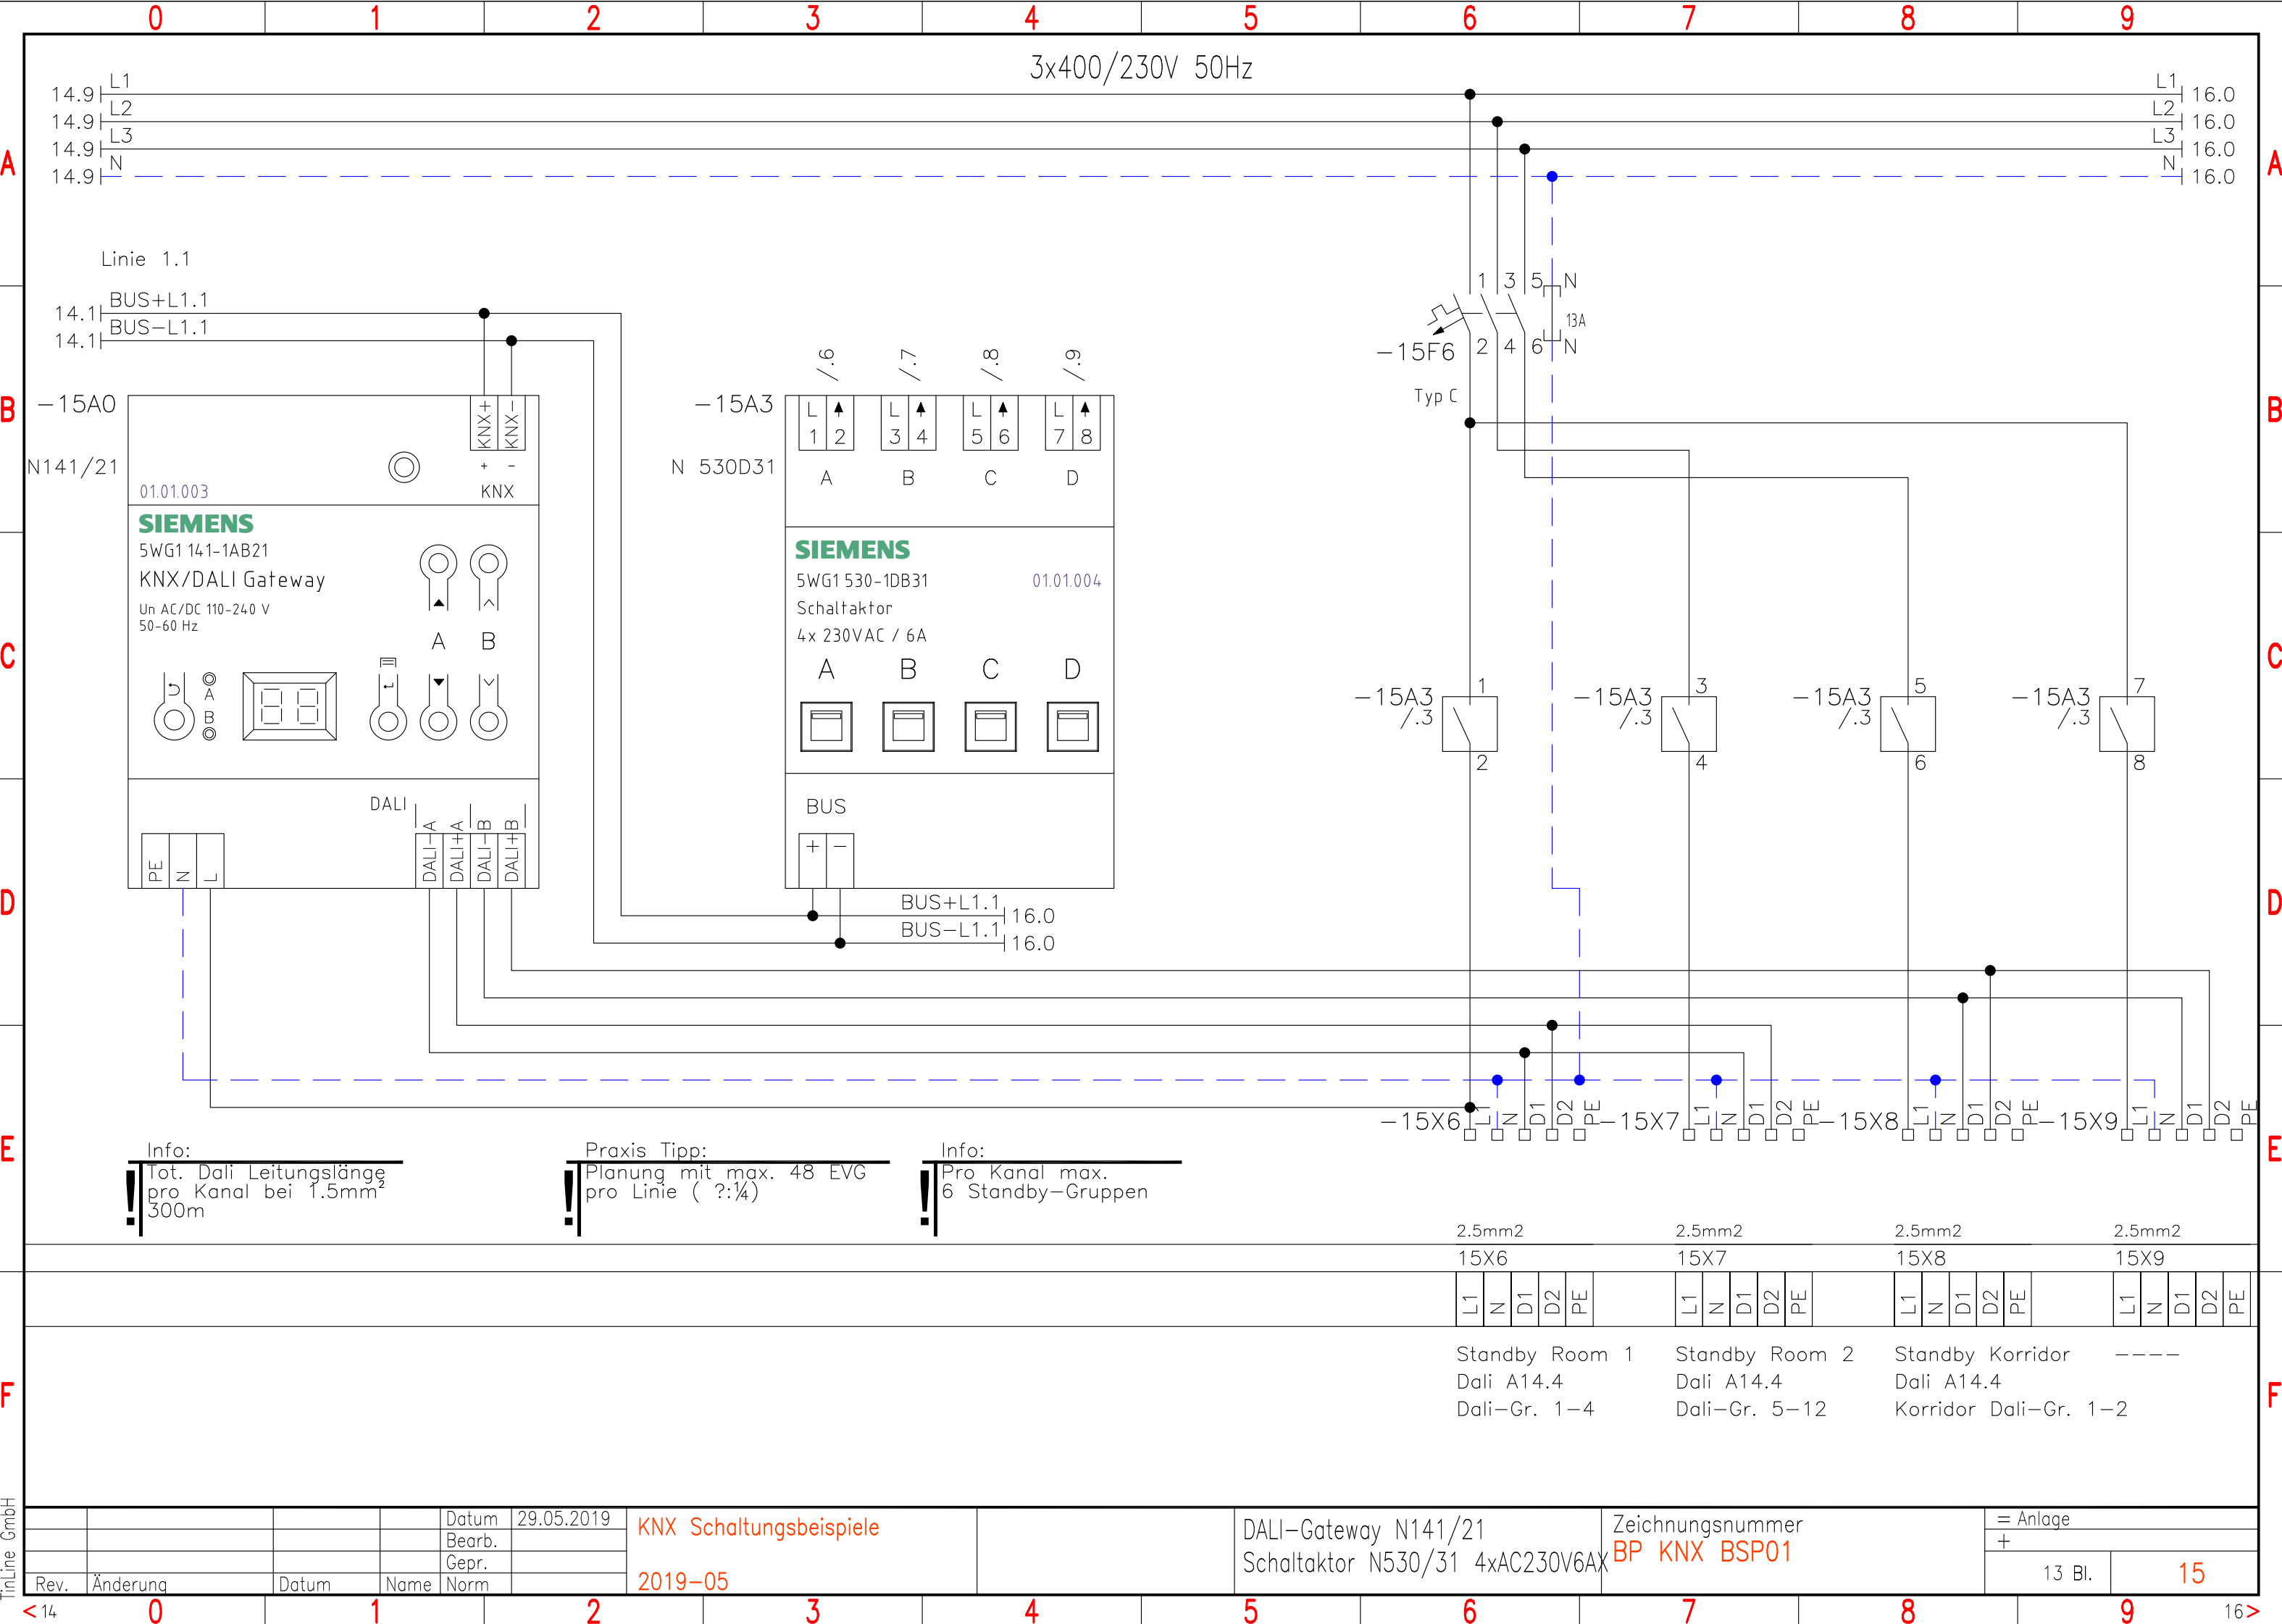 0 1 2 3 4 5 6 7 8 9
3x400/230V 50Hz
14.9 L1 L1 16.0
14.9 L2 L2 16.0
14.9 L3 L3 16.0
14.9 N N 16.0
A A
Linie 1.1
14.1 BUS+L1.1
14.1 BUS-L1.1
1 3 5 N
13A
-15F6 2 4 6 N
Typ C
/.6 /.7 /.8 /.9
B B
-15A0 KNX+ KNX-
N141/21 + -
01.01.003 KNX
SIEMENS
5WG1 141-1AB21
KNX/DALI Gateway
Un AC/DC 110-240 V
50-60 Hz
A B
A
B
DALI A B
PE N L DALI-A DALI+A DALI-B DALI+B
-15A3 L L L L
1 2 3 4 5 6 7 8
N 530D31
A B C D
SIEMENS
5WG1 530-1DB31 01.01.004
Schaltaktor
4x 230VAC / 6A
A B C D
BUS
+ -
BUS+L1.1 16.0
BUS-L1.1 16.0
C C
-15A3 1 -15A3 3 -15A3 5 -15A3 7
/.3 /.3 /.3 /.3
2 4 6 8
D D
-15X6 L1 N D1 D2 PE -15X7 L1 N D1 D2 PE -15X8 L1 N D1 D2 PE -15X9 L1 N D1 D2 PE
E E
Info:
! Tot. Dali Leitungslänge
pro Kanal bei 1.5mm²
300m
Praxis Tipp:
! Planung mit max. 48 EVG
pro Linie ( ?:¼)
Info:
! Pro Kanal max.
6 Standby-Gruppen
2.5mm2 2.5mm2 2.5mm2 2.5mm2
15X6 15X7 15X8 15X9
L1 N D1 D2 PE L1 N D1 D2 PE L1 N D1 D2 PE L1 N D1 D2 PE
Standby Room 1 Standby Room 2 Standby Korridor ----
Dali A14.4 Dali A14.4 Dali A14.4
Dali-Gr. 1-4 Dali-Gr. 5-12 Korridor Dali-Gr. 1-2
F F
TinLine GmbH
Datum 29.05.2019
Bearb.
Gepr.
Rev. Änderung Datum Name Norm
KNX Schaltungsbeispiele
2019-05
DALI-Gateway N141/21
Schaltaktor N530/31 4xAC230V6AX
Zeichnungsnummer
BP KNX BSP01
= Anlage
+
13 Bl. 15
<14 0 1 2 3 4 5 6 7 8 9 16>